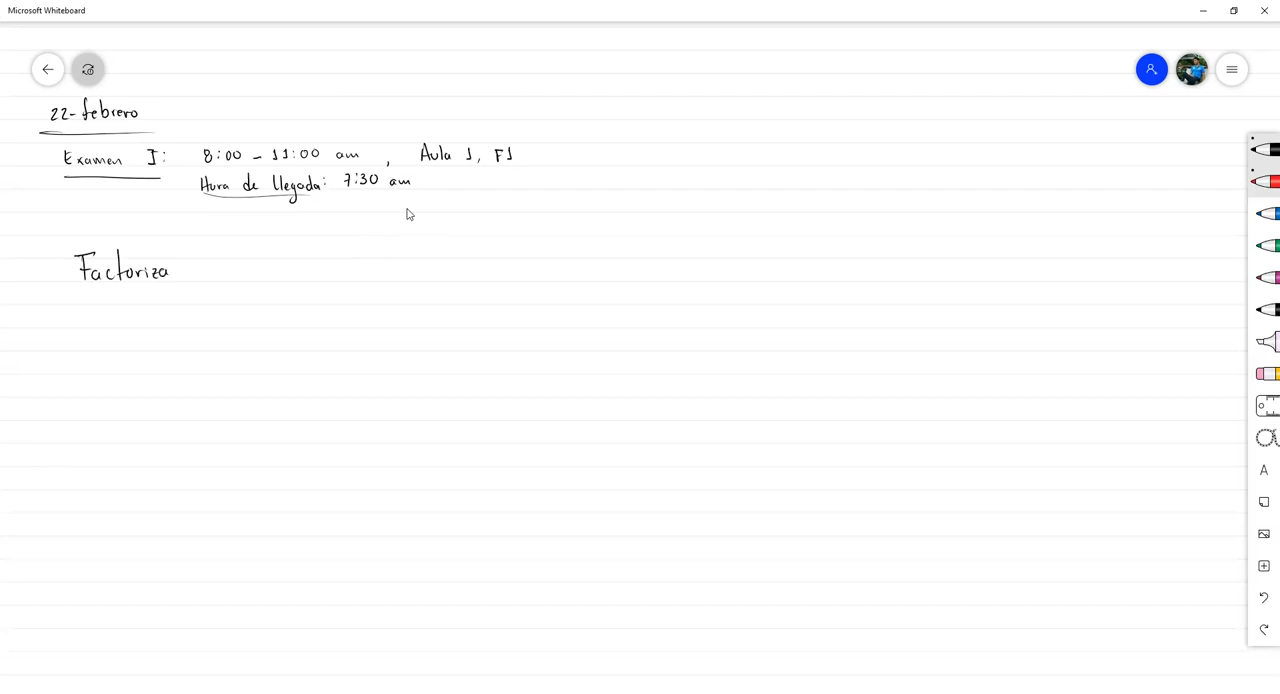 Microsoft Whiteboard
22-febrero
Examen I: 8:00 - 11:00 am , Aula 1, F1
Hora de llegada: 7:30 am
Factoriza
A